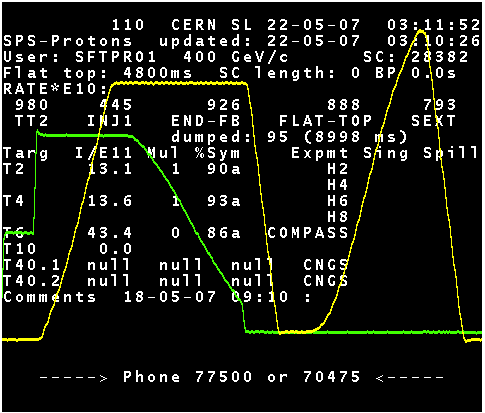 110 CERN SL 22-05-07 03:11:52
SPS-Protons updated: 22-05-07 03:10:26
User: SFTPRO1 400 GeV/c SC: 28382
Flat top: 4800ms SC length: 0 BP 0.0s
RATE*E10:
980 445 926 888 793
TT2 INJ1 END-FB FLAT-TOP SEXT
dumped: 95 (8998 ms)
Targ I/E11 Mul %Sym Expmt Sing Spill
T2 13.1 1 90a H2
H4
T4 13.6 1 93a H6
H8
T6 43.4 0 86a COMPASS
T10 0.0
T40.1 null null null CNGS
T40.2 null null null CNGS
Comments 18-05-07 09:10 :
-----> Phone 77500 or 70475 <-----